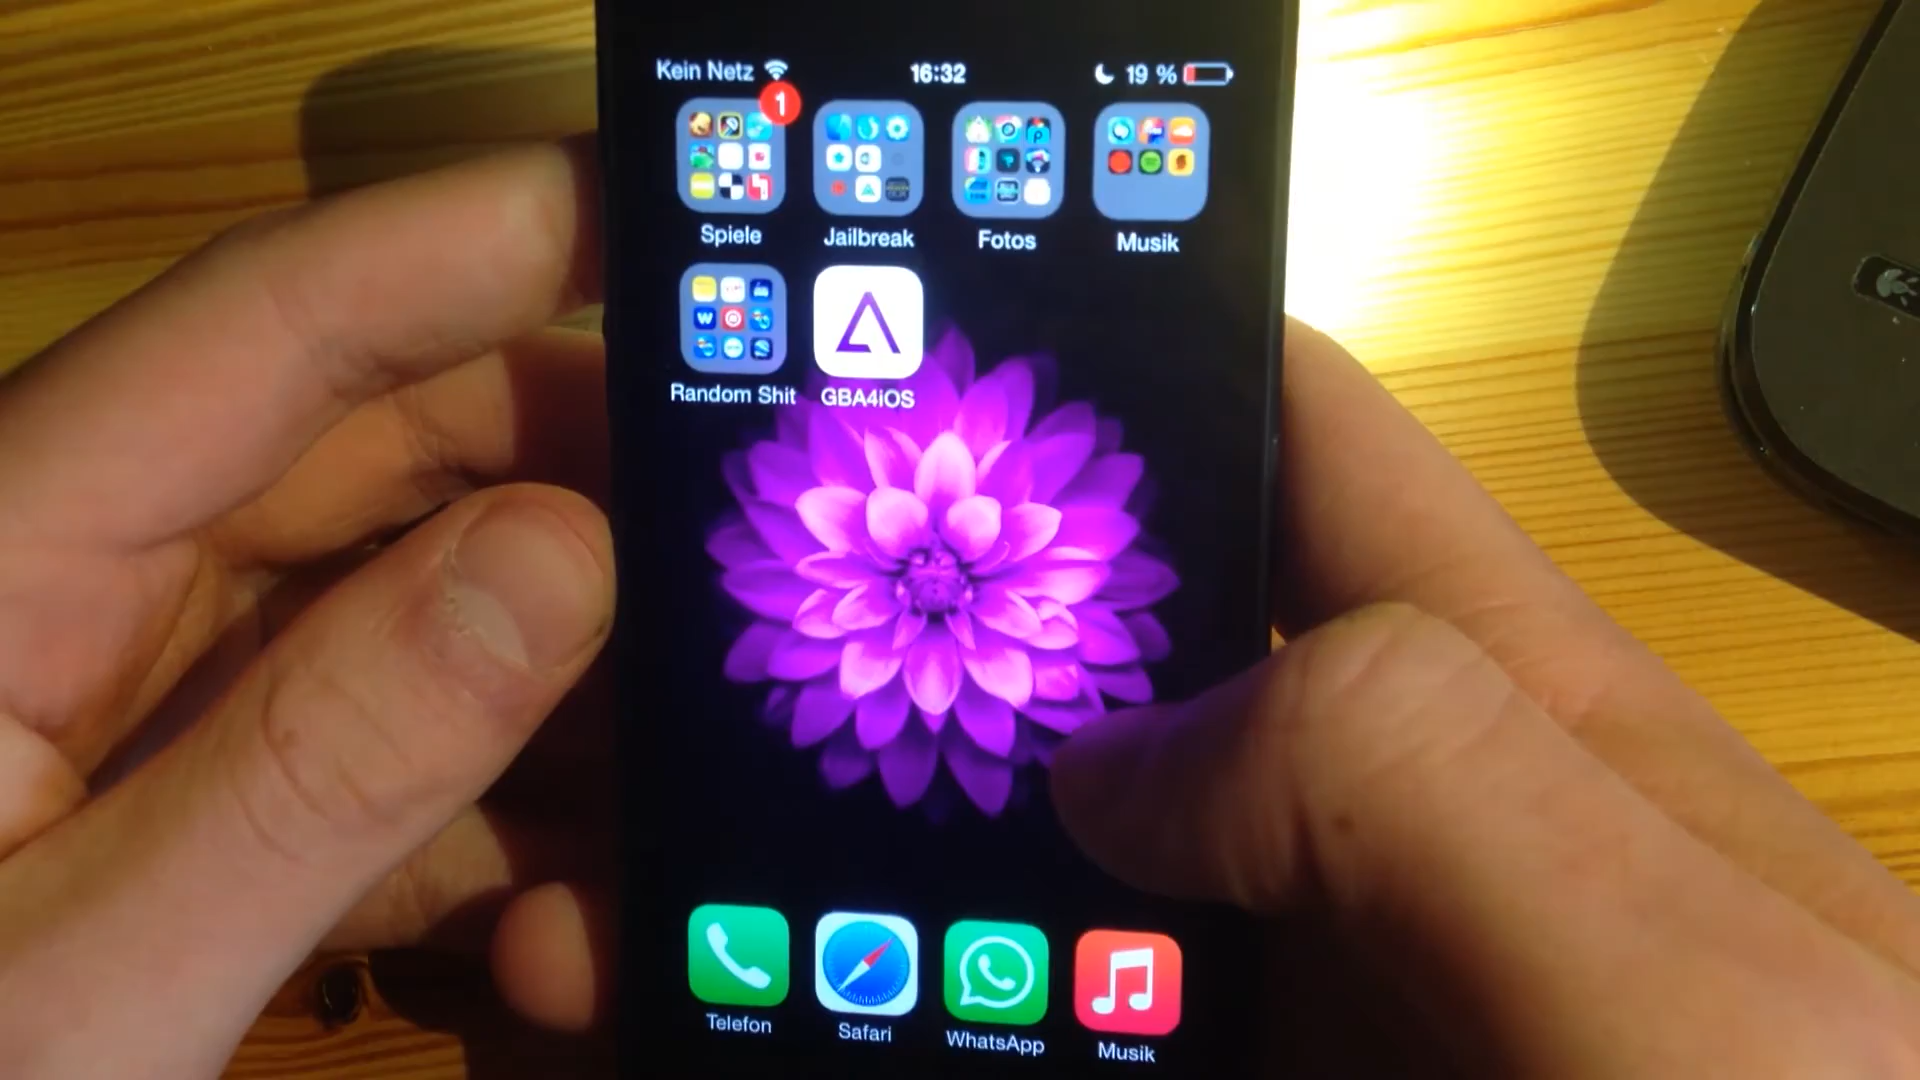 Kein Netz 16:32 19 %
1
Spiele Jailbreak Fotos Musik
Random Shit GBA4iOS
Telefon Safari WhatsApp Musik